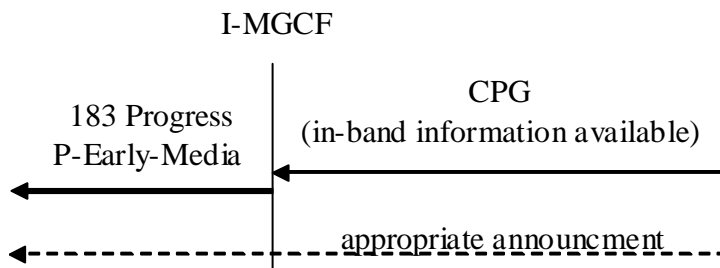 I-MGCF
183 Progress
P-Early-Media
CPG
(in-band information available)
appropriate announcment